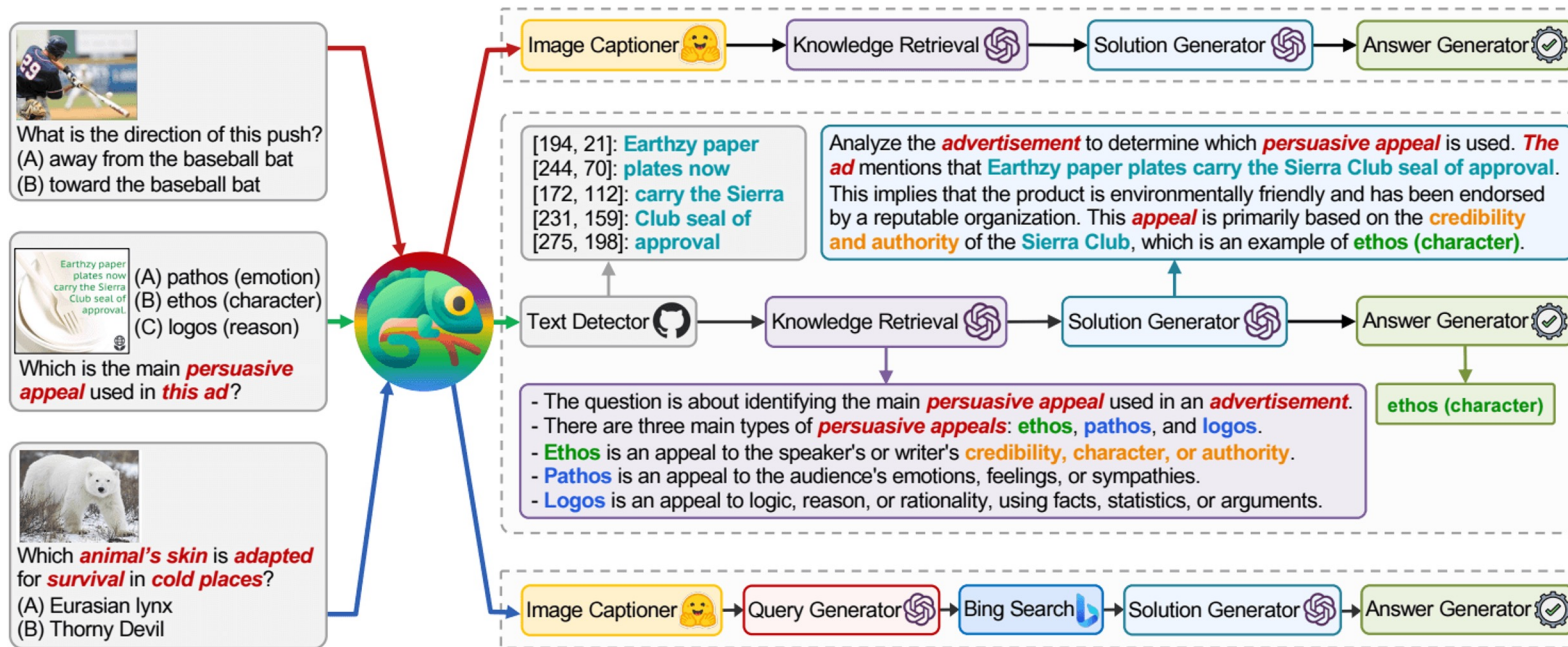 29
What is the direction of this push?
(A) away from the baseball bat
(B) toward the baseball bat
Earthzy paper
plates now
carry the Sierra
Club seal of
approval.
(A) pathos (emotion)
(B) ethos (character)
(C) logos (reason)
Which is the main persuasive
appeal used in this ad?
Which animal's skin is adapted
for survival in cold places?
(A) Eurasian lynx
(B) Thorny Devil
Image Captioner
Knowledge Retrieval
Solution Generator
Answer Generator
[194, 21]: Earthzy paper
[244, 70]: plates now
[172, 112]: carry the Sierra
[231, 159]: Club seal of
[275, 198]: approval
Analyze the advertisement to determine which persuasive appeal is used. The
ad mentions that Earthzy paper plates carry the Sierra Club seal of approval.
This implies that the product is environmentally friendly and has been endorsed
by a reputable organization. This appeal is primarily based on the credibility
and authority of the Sierra Club, which is an example of ethos (character).
Text Detector
Knowledge Retrieval
Solution Generator
Answer Generator
- The question is about identifying the main persuasive appeal used in an advertisement.
- There are three main types of persuasive appeals: ethos, pathos, and logos.
- Ethos is an appeal to the speaker's or writer's credibility, character, or authority.
- Pathos is an appeal to the audience's emotions, feelings, or sympathies.
- Logos is an appeal to logic, reason, or rationality, using facts, statistics, or arguments.
ethos (character)
Image Captioner
Query Generator
Bing Search
Solution Generator
Answer Generator